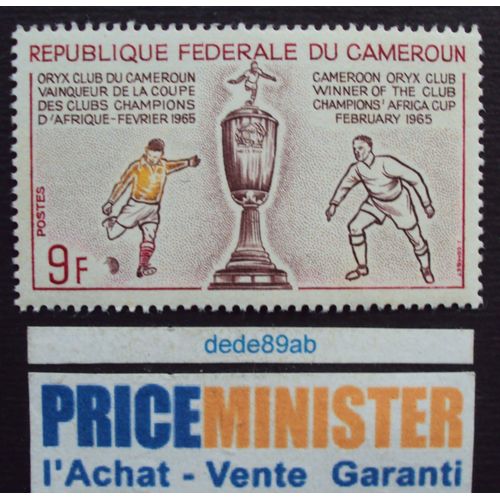 REPUBLIQUE FEDERALE DU CAMEROUN
ORYX CLUB DU CAMEROUN
VAINQUEUR DE LA COUPE
DES CLUBS CHAMPIONS
D'AFRIQUE-FEVRIER 1965
CAMEROON ORYX CLUB
WINNER OF THE CLUB
CHAMPIONS' AFRICA CUP
FEBRUARY 1965
POSTES
9F
dede89ab
PRICEMINISTER
l'Achat - Vente Garanti